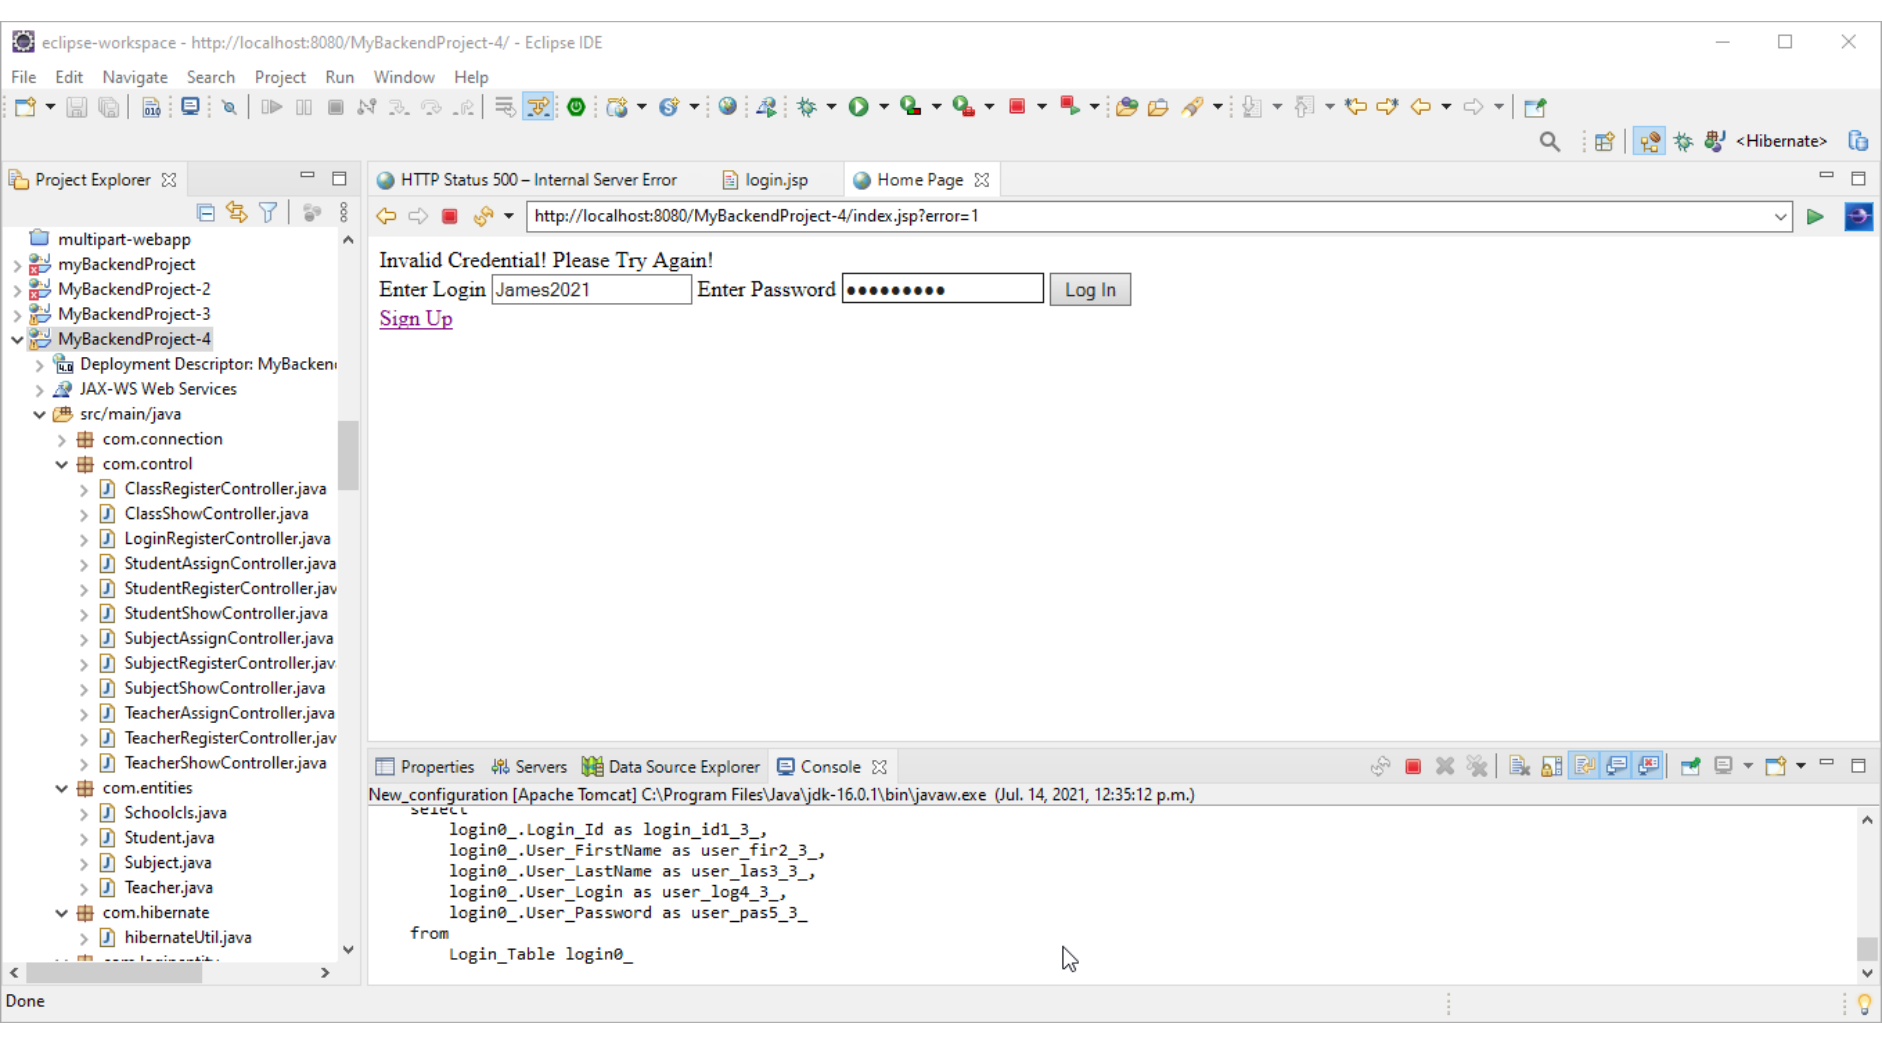 eclipse-workspace - http://localhost:8080/MyBackendProject-4/ - Eclipse IDE
File Edit Navigate Search Project Run Window Help
<Hibernate>
Project Explorer
multipart-webapp
myBackendProject
MyBackendProject-2
MyBackendProject-3
MyBackendProject-4
Deployment Descriptor: MyBacken
JAX-WS Web Services
src/main/java
com.connection
com.control
ClassRegisterController.java
ClassShowController.java
LoginRegisterController.java
StudentAssignController.java
StudentRegisterController.jav
StudentShowController.java
SubjectAssignController.java
SubjectRegisterController.jav
SubjectShowController.java
TeacherAssignController.java
TeacherRegisterController.jav
TeacherShowController.java
com.entities
Schoolcls.java
Student.java
Subject.java
Teacher.java
com.hibernate
hibernateUtil.java
HTTP Status 500 – Internal Server Error login.jsp Home Page
http://localhost:8080/MyBackendProject-4/index.jsp?error=1
Invalid Credential! Please Try Again!
Enter Login James2021 Enter Password Log In
Sign Up
Properties Servers Data Source Explorer Console
New_configuration [Apache Tomcat] C:\Program Files\Java\jdk-16.0.1\bin\javaw.exe (Jul. 14, 2021, 12:35:12 p.m.)
select
login0_.Login_Id as login_id1_3_,
login0_.User_FirstName as user_fir2_3_,
login0_.User_LastName as user_las3_3_,
login0_.User_Login as user_log4_3_,
login0_.User_Password as user_pas5_3_
from
Login_Table login0_
Done